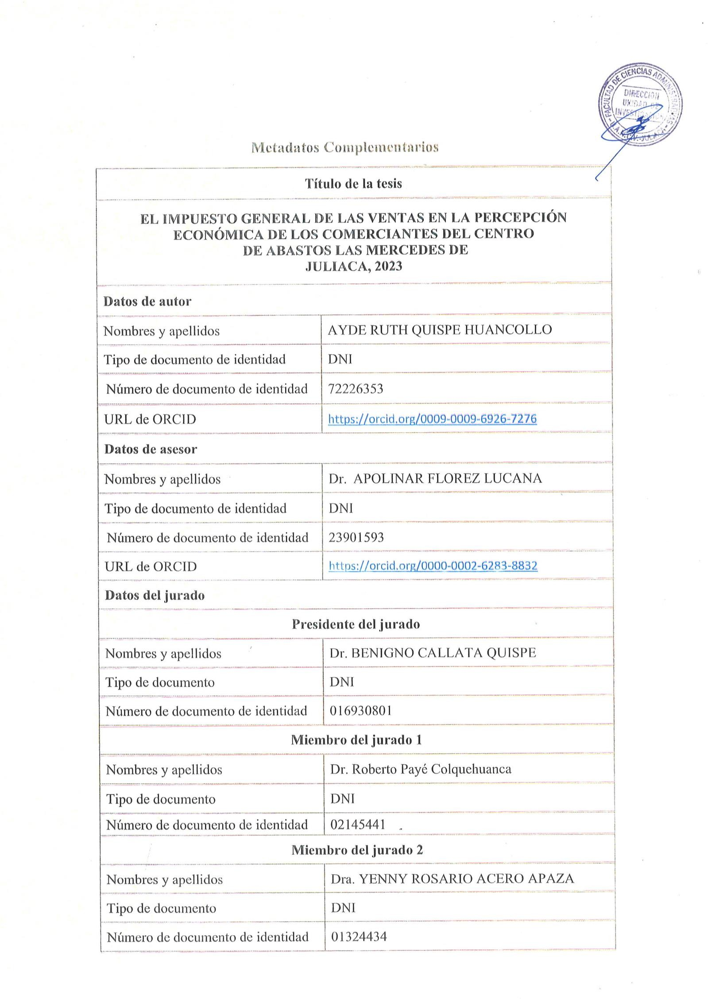 FACULTAD DE CIENCIAS ADMINISTRATIVAS
DIRECCION
UNIDAD DE
INVESTIGACION
U.A.N.C.V.-JULIACA
Metadatos Complementarios
Título de la tesis
EL IMPUESTO GENERAL DE LAS VENTAS EN LA PERCEPCIÓN
ECONÓMICA DE LOS COMERCIANTES DEL CENTRO
DE ABASTOS LAS MERCEDES DE
JULIACA, 2023
Datos de autor
Nombres y apellidos AYDE RUTH QUISPE HUANCOLLO
Tipo de documento de identidad DNI
Número de documento de identidad 72226353
URL de ORCID https://orcid.org/0009-0009-6926-7276
Datos de asesor
Nombres y apellidos Dr. APOLINAR FLOREZ LUCANA
Tipo de documento de identidad DNI
Número de documento de identidad 23901593
URL de ORCID https://orcid.org/0000-0002-6283-8832
Datos del jurado
Presidente del jurado
Nombres y apellidos Dr. BENIGNO CALLATA QUISPE
Tipo de documento DNI
Número de documento de identidad 016930801
Miembro del jurado 1
Nombres y apellidos Dr. Roberto Payé Colquehuanca
Tipo de documento DNI
Número de documento de identidad 02145441
Miembro del jurado 2
Nombres y apellidos Dra. YENNY ROSARIO ACERO APAZA
Tipo de documento DNI
Número de documento de identidad 01324434